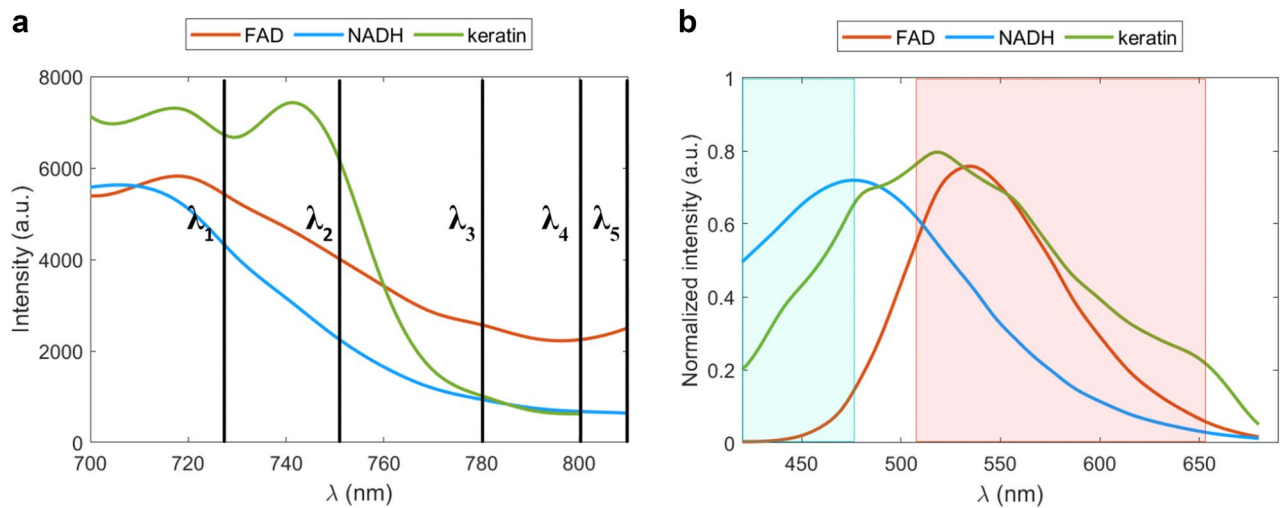 a
FAD NADH keratin
Intensity (a.u.)
8000
6000
4000
2000
0
λ1 λ2 λ3 λ4 λ5
700 720 740 760 780 800
λ (nm)
b
FAD NADH keratin
Normalized intensity (a.u.)
1
0.8
0.6
0.4
0.2
0
450 500 550 600 650
λ (nm)